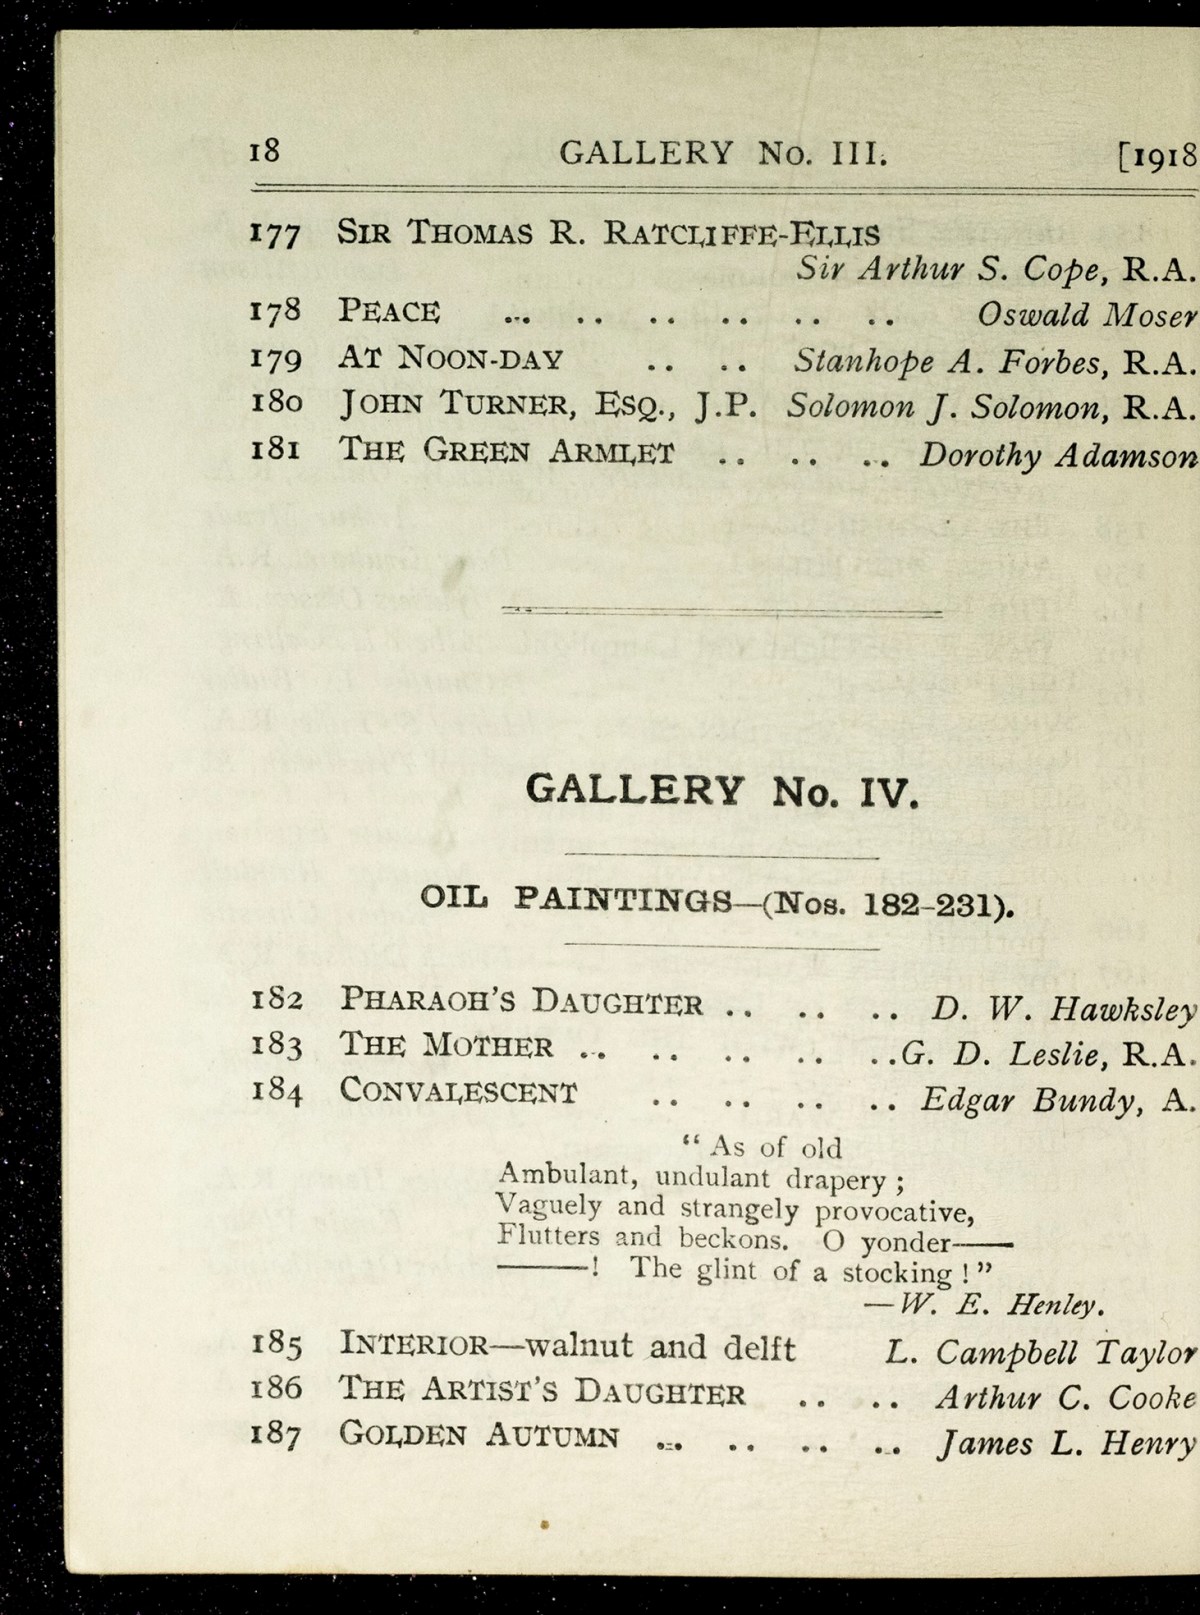 18 GALLERY No. III. [1918
177 SIR THOMAS R. RATCLIFFE-ELLIS
Sir Arthur S. Cope, R.A.
178 PEACE ... .. .. .. .. .. Oswald Moser
179 AT NOON-DAY .. .. Stanhope A. Forbes, R.A.
180 JOHN TURNER, ESQ., J.P. Solomon J. Solomon, R.A.
181 THE GREEN ARMLET .. .. .. Dorothy Adamson
GALLERY No. IV.
OIL PAINTINGS—(Nos. 182-231).
182 PHARAOH'S DAUGHTER .. .. .. D. W. Hawksley
183 THE MOTHER .. .. .. .. .. G. D. Leslie, R.A.
184 CONVALESCENT .. .. .. .. Edgar Bundy, A.
“ As of old
Ambulant, undulant drapery ;
Vaguely and strangely provocative,
Flutters and beckons. O yonder——
———! The glint of a stocking ! ”
—W. E. Henley.
185 INTERIOR—walnut and delft L. Campbell Taylor
186 THE ARTIST'S DAUGHTER .. .. Arthur C. Cooke
187 GOLDEN AUTUMN ... .. .. .. James L. Henry